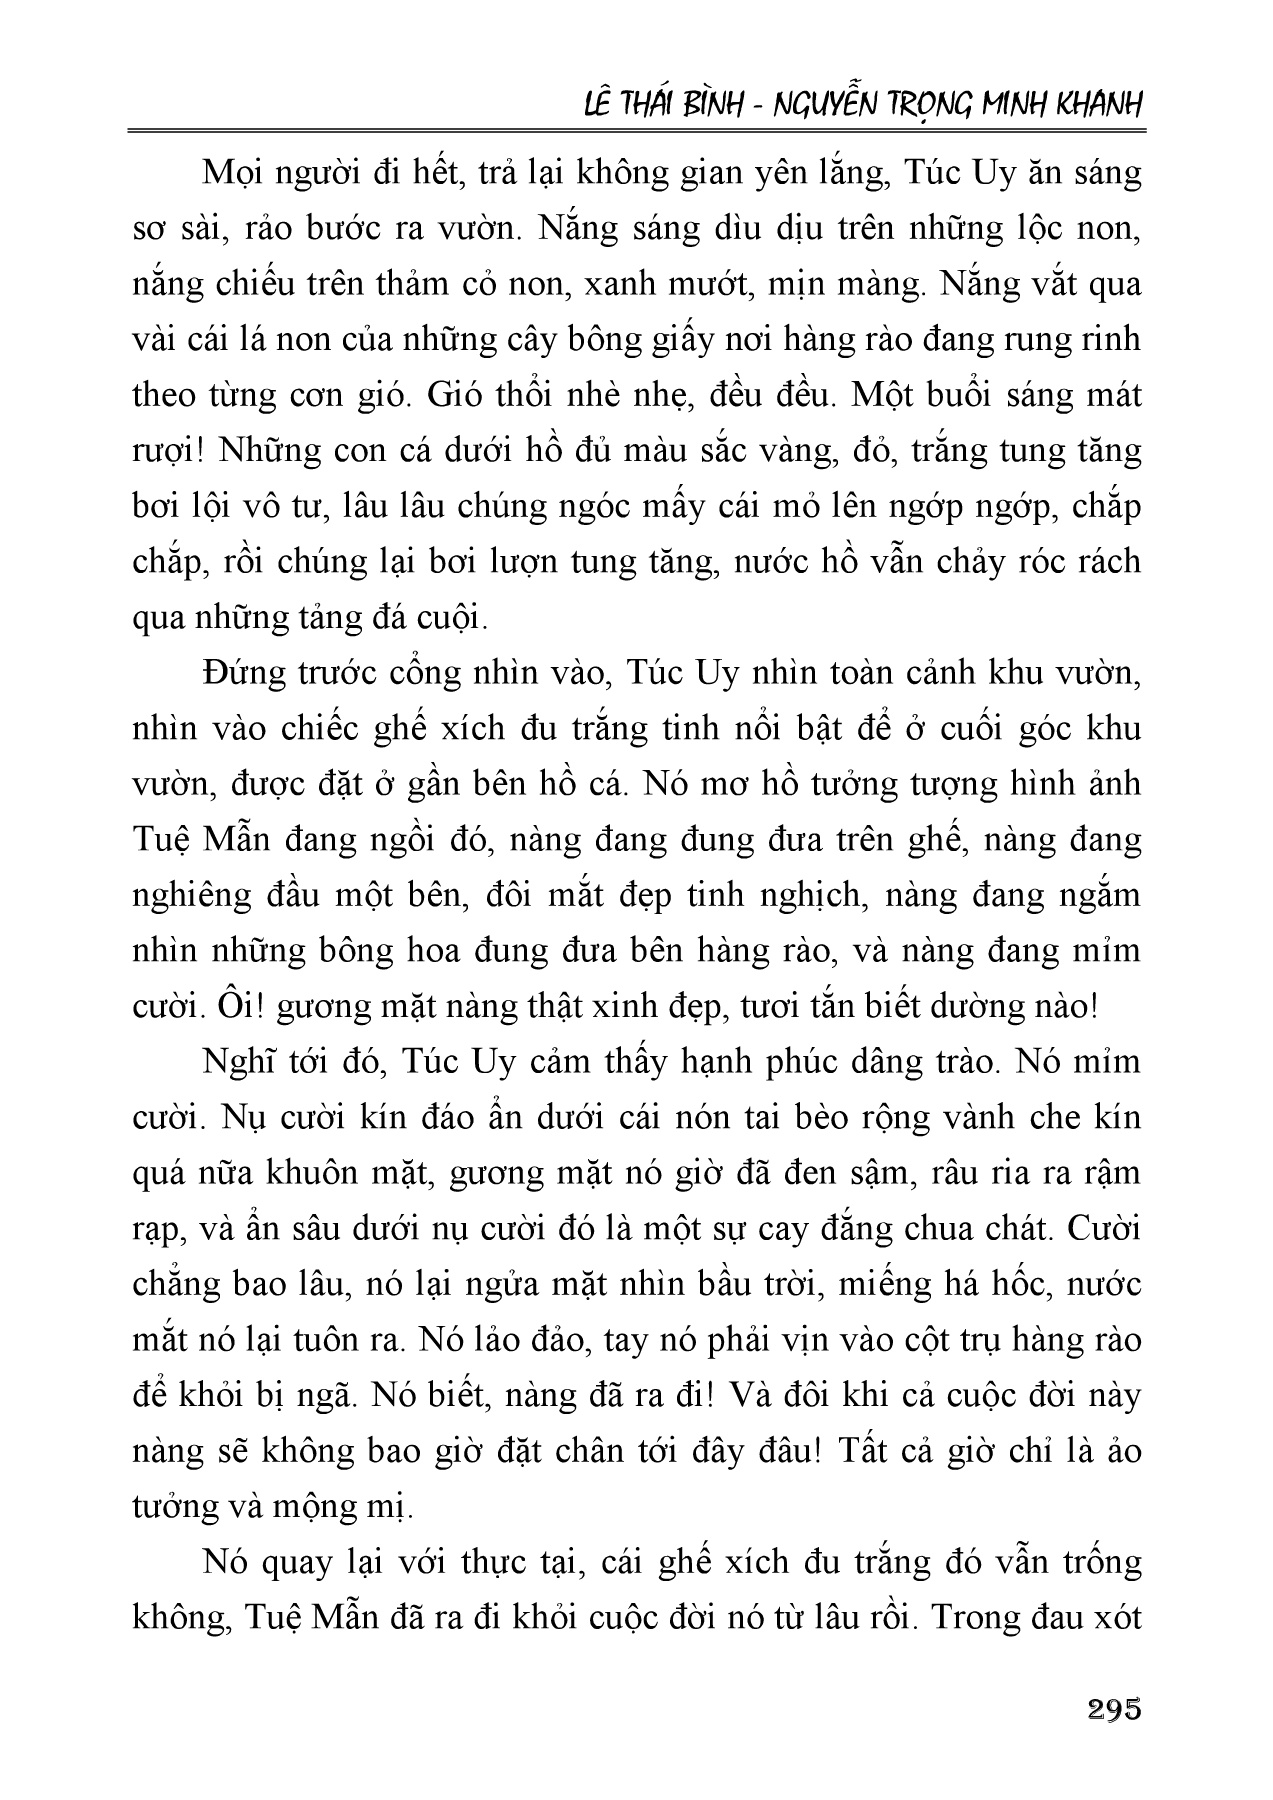 LÊ THÁI BÌNH - NGUYỄN TRỌNG MINH KHANH
Mọi người đi hết, trả lại không gian yên lắng, Túc Uy ăn sáng
sơ sài, rảo bước ra vườn. Nắng sáng dìu dịu trên những lộc non,
nắng chiếu trên thảm cỏ non, xanh mướt, mịn màng. Nắng vắt qua
vài cái lá non của những cây bông giấy nơi hàng rào đang rung rinh
theo từng cơn gió. Gió thổi nhè nhẹ, đều đều. Một buổi sáng mát
rượi! Những con cá dưới hồ đủ màu sắc vàng, đỏ, trắng tung tăng
bơi lội vô tư, lâu lâu chúng ngóc mấy cái mỏ lên ngớp ngớp, chắp
chắp, rồi chúng lại bơi lượn tung tăng, nước hồ vẫn chảy róc rách
qua những tảng đá cuội.
Đứng trước cổng nhìn vào, Túc Uy nhìn toàn cảnh khu vườn,
nhìn vào chiếc ghế xích đu trắng tinh nổi bật để ở cuối góc khu
vườn, được đặt ở gần bên hồ cá. Nó mơ hồ tưởng tượng hình ảnh
Tuệ Mẫn đang ngồi đó, nàng đang đung đưa trên ghế, nàng đang
nghiêng đầu một bên, đôi mắt đẹp tinh nghịch, nàng đang ngắm
nhìn những bông hoa đung đưa bên hàng rào, và nàng đang mỉm
cười. Ôi! gương mặt nàng thật xinh đẹp, tươi tắn biết dường nào!
Nghĩ tới đó, Túc Uy cảm thấy hạnh phúc dâng trào. Nó mỉm
cười. Nụ cười kín đáo ẩn dưới cái nón tai bèo rộng vành che kín
quá nữa khuôn mặt, gương mặt nó giờ đã đen sậm, râu ria ra rậm
rạp, và ẩn sâu dưới nụ cười đó là một sự cay đắng chua chát. Cười
chẳng bao lâu, nó lại ngửa mặt nhìn bầu trời, miếng há hốc, nước
mắt nó lại tuôn ra. Nó lảo đảo, tay nó phải vịn vào cột trụ hàng rào
để khỏi bị ngã. Nó biết, nàng đã ra đi! Và đôi khi cả cuộc đời này
nàng sẽ không bao giờ đặt chân tới đây đâu! Tất cả giờ chỉ là ảo
tưởng và mộng mị.
Nó quay lại với thực tại, cái ghế xích đu trắng đó vẫn trống
không, Tuệ Mẫn đã ra đi khỏi cuộc đời nó từ lâu rồi. Trong đau xót
295